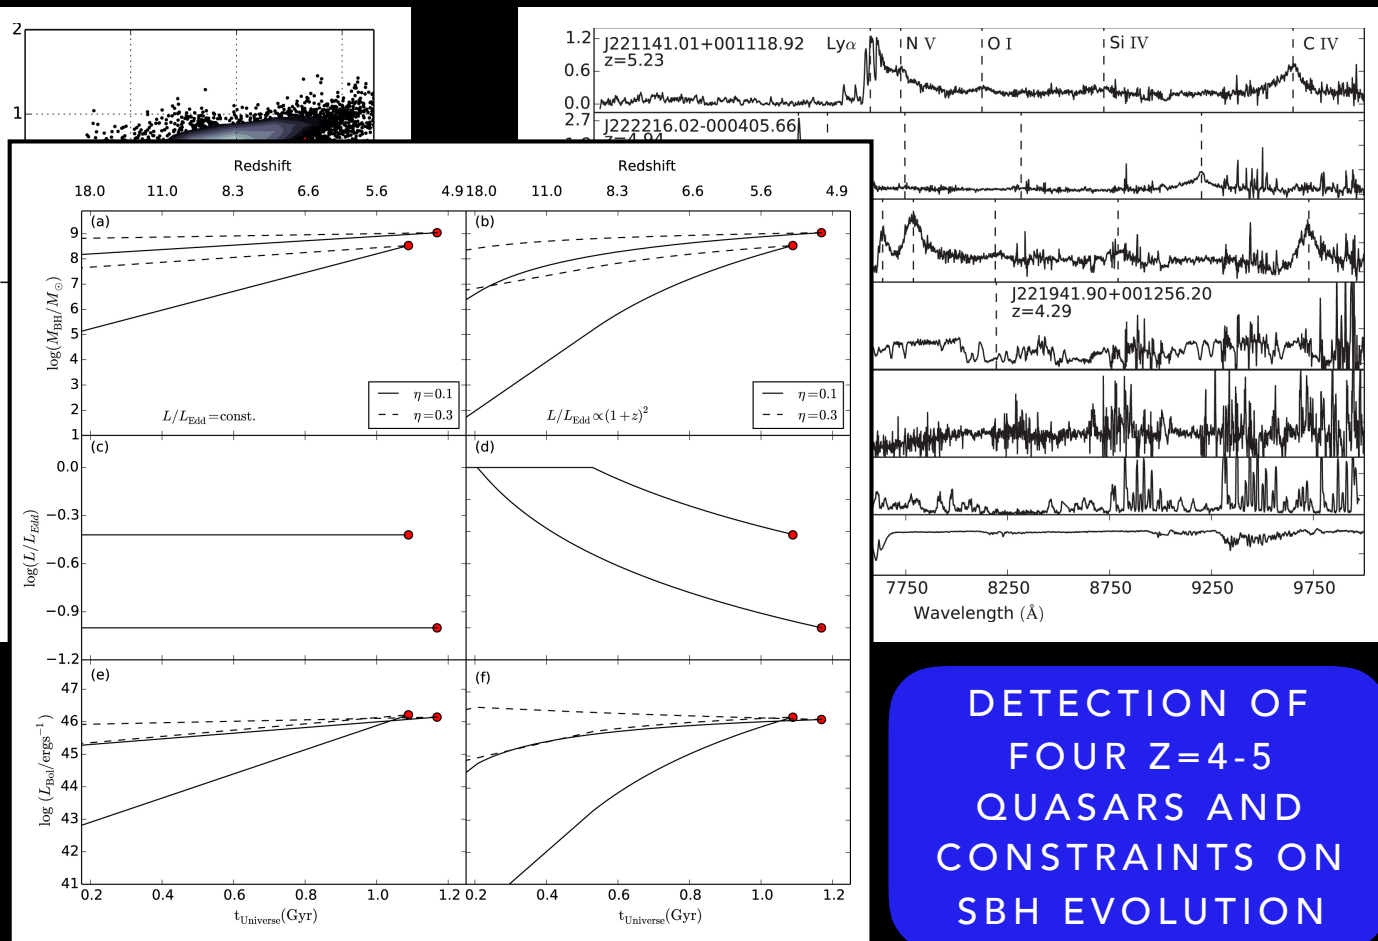 2
1
1.2
0.6
0.0
J221141.01+001118.92
z=5.23
Lyα
N V
O I
Si IV
C IV
2.7
J222216.02-000405.66
J221941.90+001256.20
z=4.29
7750 8250 8750 9250 9750
Wavelength (Å)
Redshift
18.0 11.0 8.3 6.6 5.6 4.9
Redshift
18.0 11.0 8.3 6.6 5.6 4.9
(a)
9
8
7
6
5
4
3
2
1
log(M_BH/M_⊙)
L/L_Edd=const.
η=0.1
η=0.3
(b)
L/L_Edd∝(1+z)²
η=0.1
η=0.3
(c)
0.0
−0.3
−0.6
−0.9
−1.2
log(L/L_Edd)
(d)
(e)
47
46
45
44
43
42
41
log (L_Bol/ergs⁻¹)
(f)
0.2 0.4 0.6 0.8 1.0 1.2
t_Universe(Gyr)
0.2 0.4 0.6 0.8 1.0 1.2
t_Universe(Gyr)
DETECTION OF
FOUR Z=4-5
QUASARS AND
CONSTRAINTS ON
SBH EVOLUTION